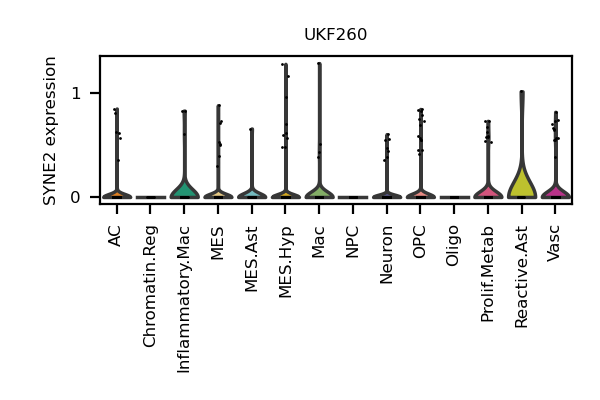 UKF260
SYNE2 expression
1
0
AC
Chromatin.Reg
Inflammatory.Mac
MES
MES.Ast
MES.Hyp
Mac
NPC
Neuron
OPC
Oligo
Prolif.Metab
Reactive.Ast
Vasc